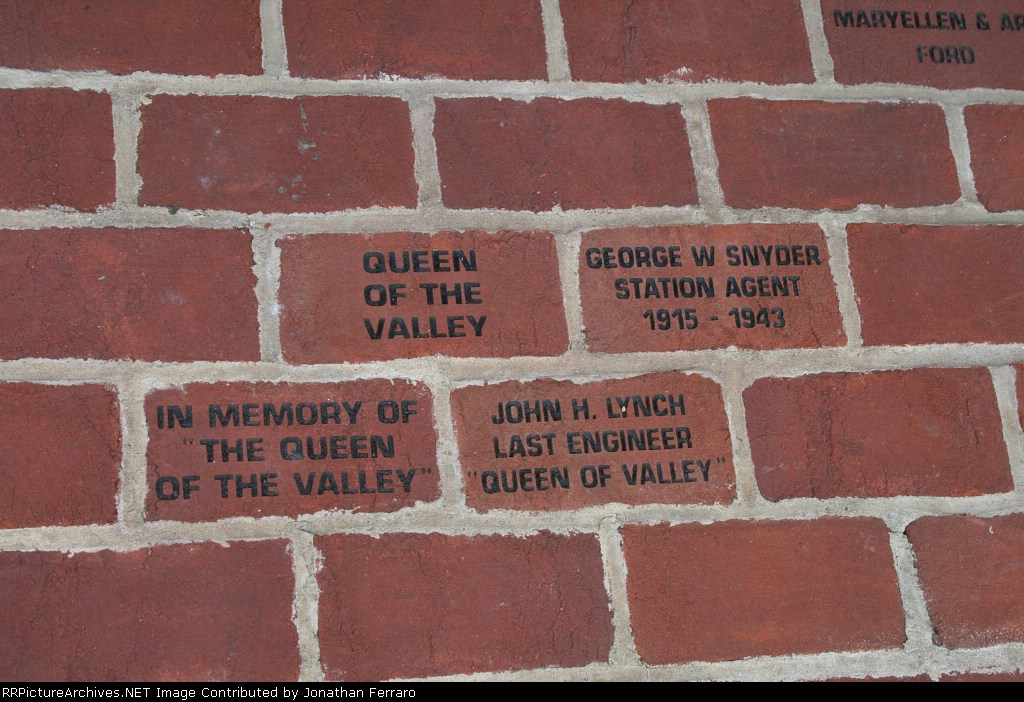 MARYELLEN & AR
FORD
QUEEN
OF THE
VALLEY
GEORGE W SNYDER
STATION AGENT
1915 - 1943
IN MEMORY OF
"THE QUEEN
OF THE VALLEY"
JOHN H. LYNCH
LAST ENGINEER
"QUEEN OF VALLEY"
©RRPictureArchives.NET Image Contributed by Jonathan Ferraro